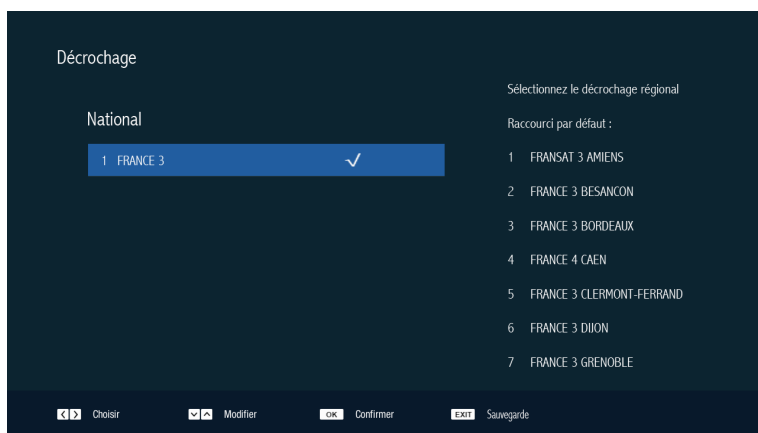 Décrochage
National
1 FRANCE 3
Sélectionnez le décrochage régional
Raccourci par défaut :
1 FRANSAT 3 AMIENS
2 FRANCE 3 BESANCON
3 FRANCE 3 BORDEAUX
4 FRANCE 4 CAEN
5 FRANCE 3 CLERMONT-FERRAND
6 FRANCE 3 DIJON
7 FRANCE 3 GRENOBLE
Choisir Modifier OK Confirmer EXIT Sauvegarde